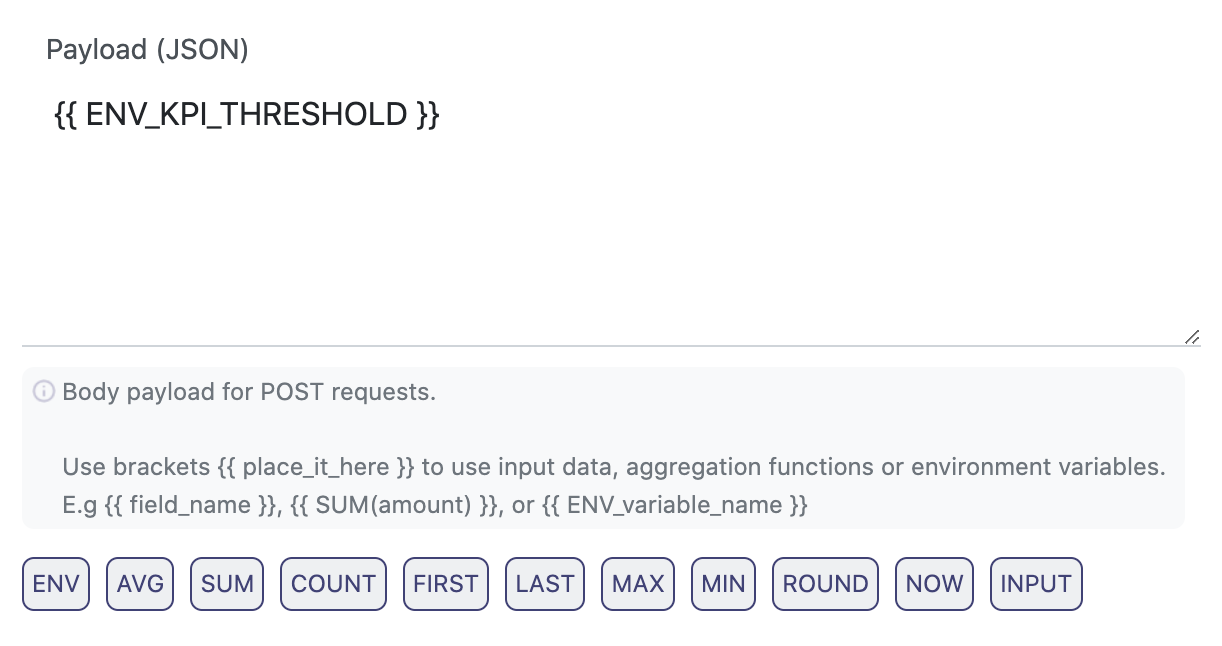 Payload (JSON)
{{ ENV_KPI_THRESHOLD }}
Body payload for POST requests.
Use brackets {{ place_it_here }} to use input data, aggregation functions or environment variables.
E.g {{ field_name }}, {{ SUM(amount) }}, or {{ ENV_variable_name }}
ENV AVG SUM COUNT FIRST LAST MAX MIN ROUND NOW INPUT